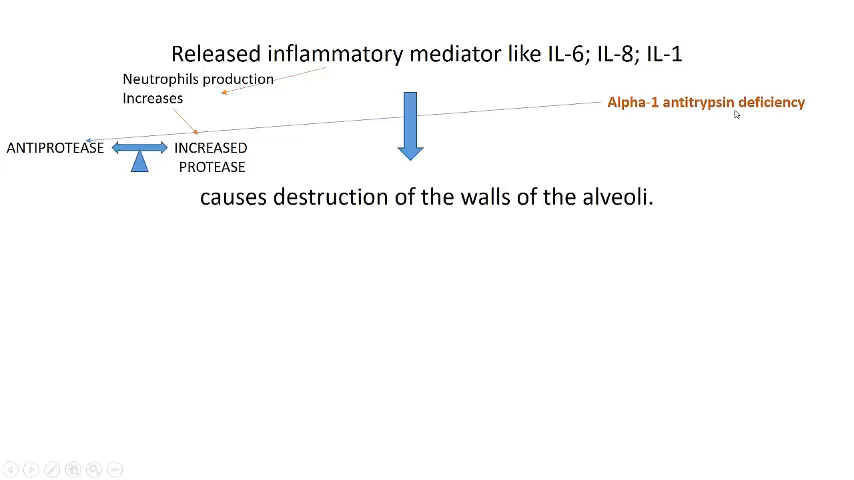 Released inflammatory mediator like IL-6; IL-8; IL-1
Neutrophils production
Increases
Alpha-1 antitrypsin deficiency
ANTIPROTEASE
INCREASED
PROTEASE
causes destruction of the walls of the alveoli.